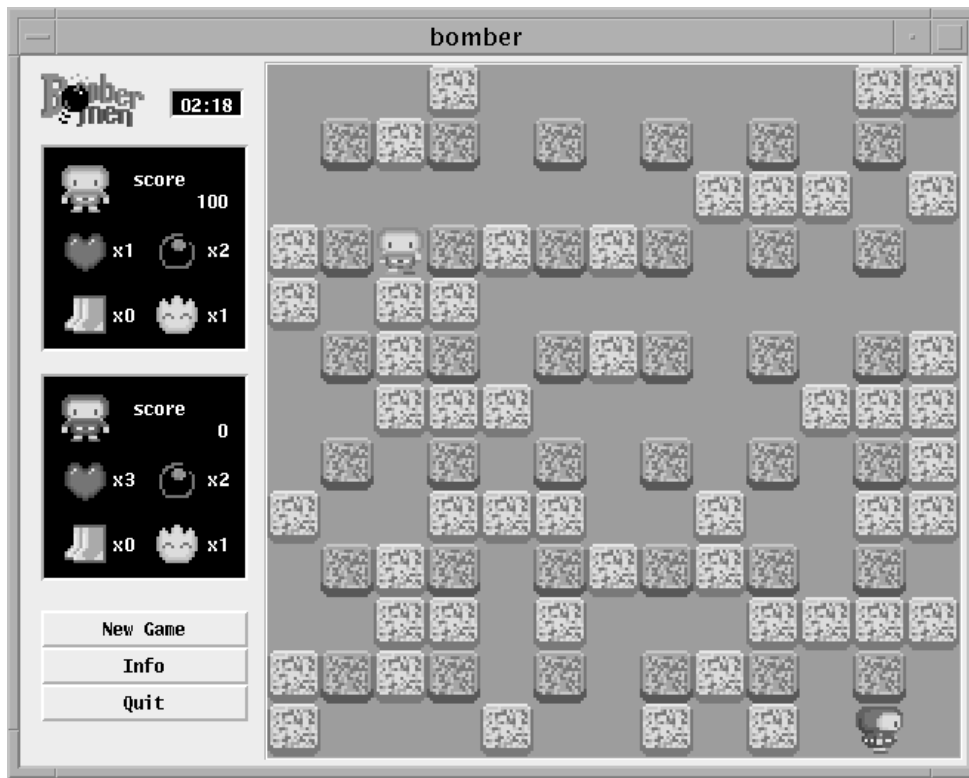 bomber
Bomber
men
02:18
score
100
x1 x2
x0 x1
score
0
x3 x2
x0 x1
New Game
Info
Quit